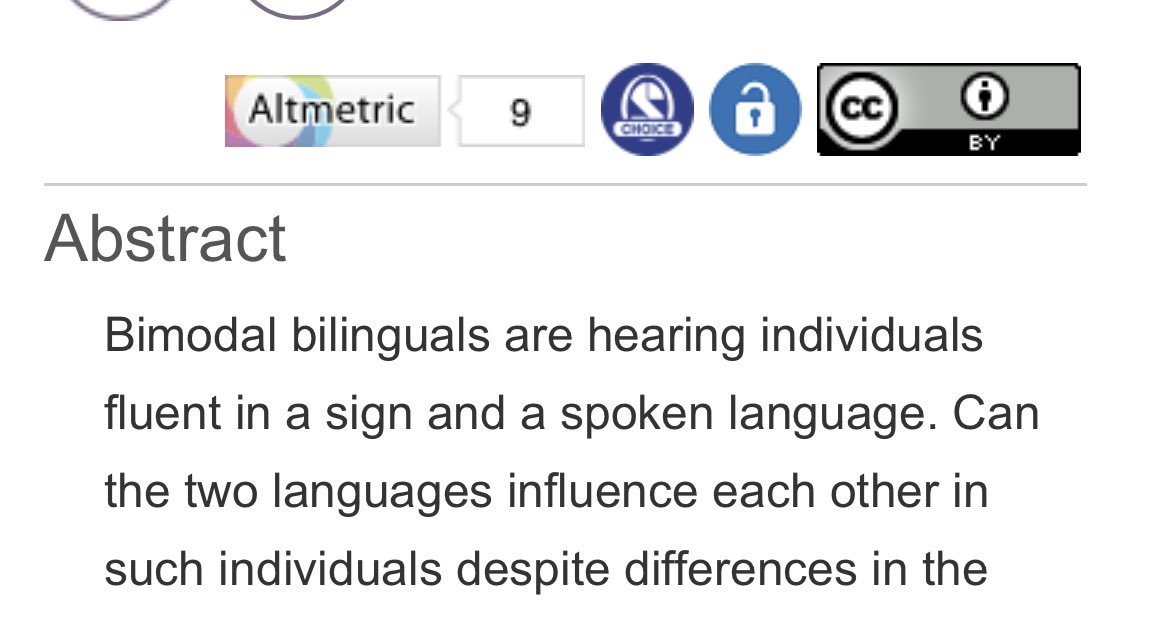 Altmetric 9 CHOICE cc BY
Abstract
Bimodal bilinguals are hearing individuals
fluent in a sign and a spoken language. Can
the two languages influence each other in
such individuals despite differences in the